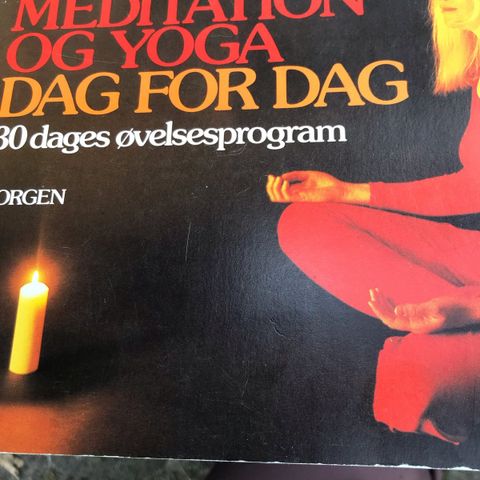 MEDITATION
OG YOGA
DAG FOR DAG
30 dages øvelsesprogram
ORGEN